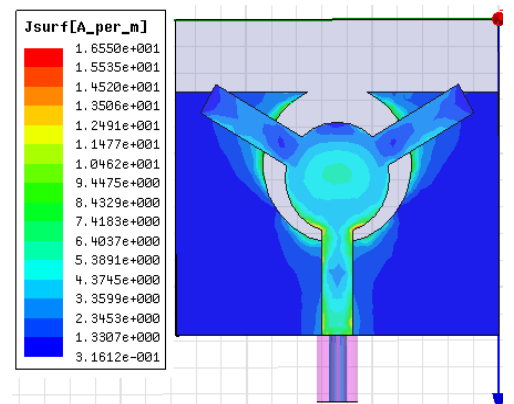 Jsurf[A_per_m]
1.6550e+001
1.5535e+001
1.4520e+001
1.3506e+001
1.2491e+001
1.1477e+001
1.0462e+001
9.4475e+000
8.4329e+000
7.4183e+000
6.4037e+000
5.3891e+000
4.3745e+000
3.3599e+000
2.3453e+000
1.3307e+000
3.1612e-001